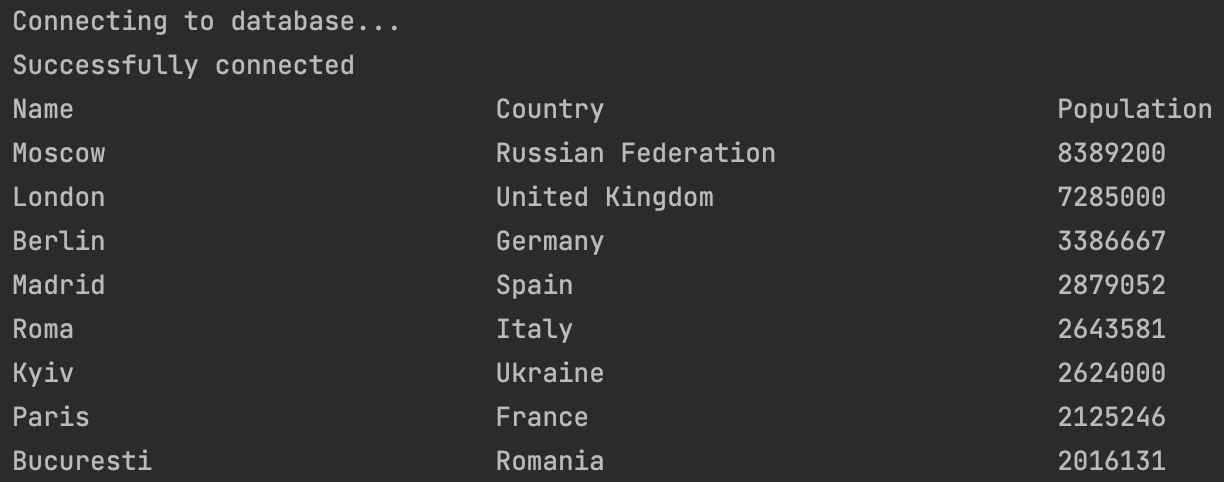 Connecting to database...
Successfully connected
Name Country Population
Moscow Russian Federation 8389200
London United Kingdom 7285000
Berlin Germany 3386667
Madrid Spain 2879052
Roma Italy 2643581
Kyiv Ukraine 2624000
Paris France 2125246
Bucuresti Romania 2016131